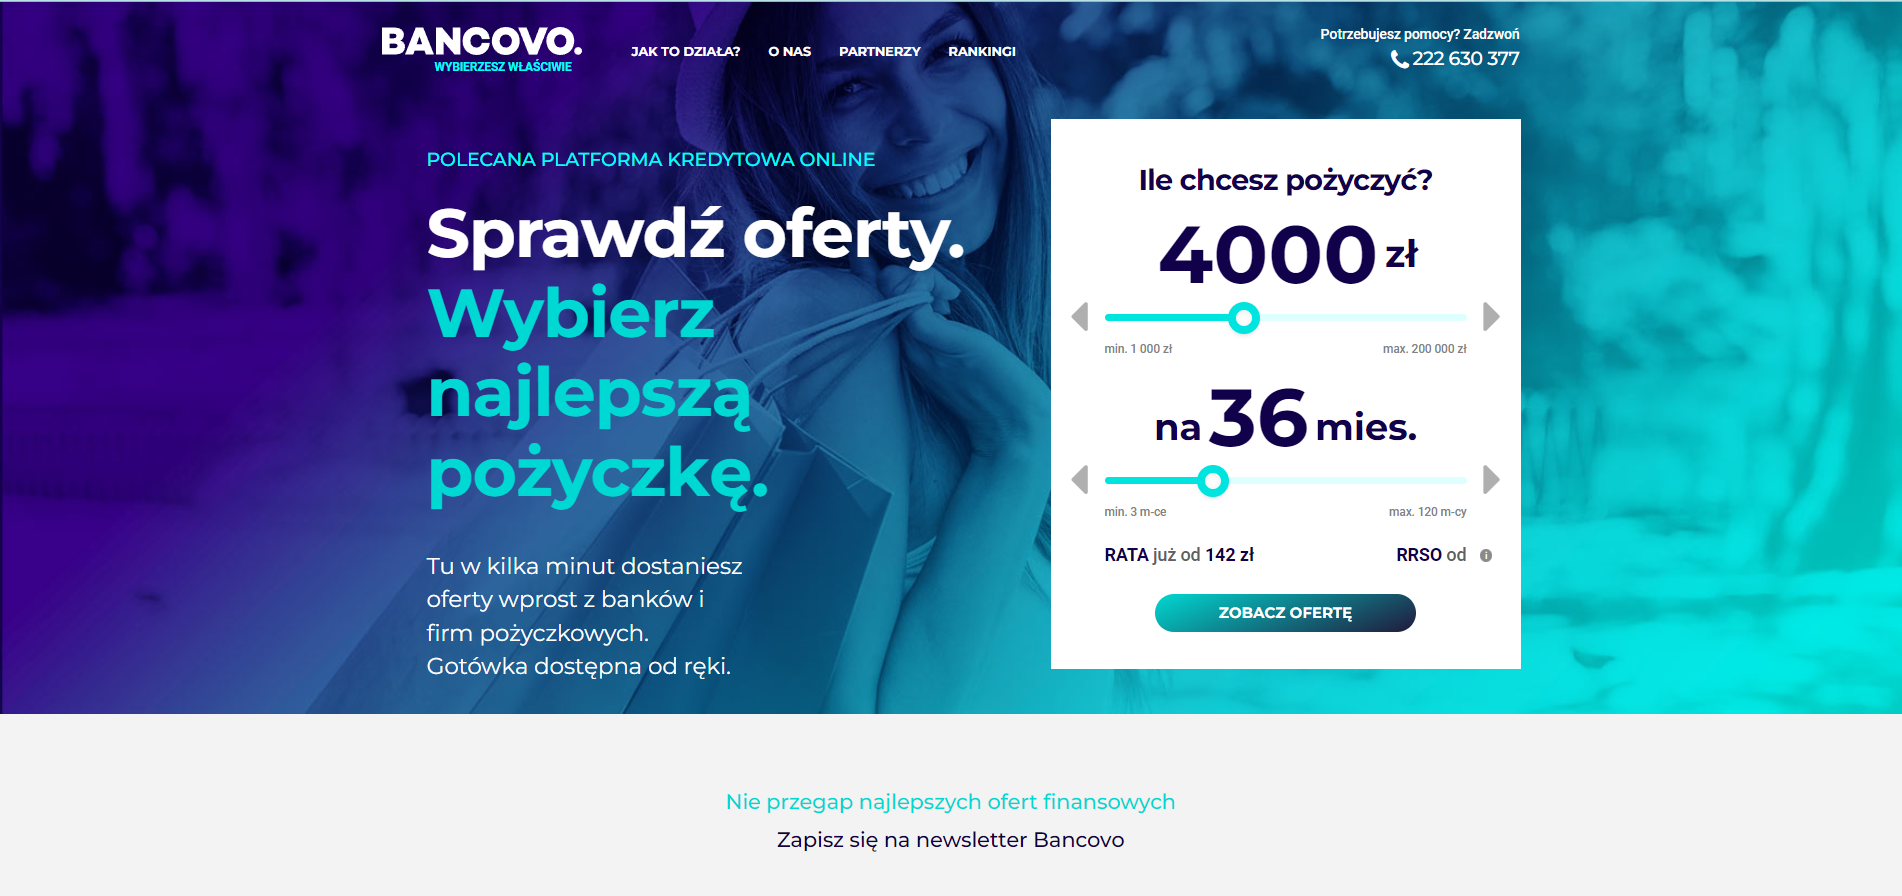 BANCOVO.
WYBIERZESZ WŁAŚCIWIE
JAK TO DZIAŁA?
O NAS
PARTNERZY
RANKINGI
Potrzebujesz pomocy? Zadzwoń
222 630 377
POLECANA PLATFORMA KREDYTOWA ONLINE
Sprawdź oferty.
Wybierz
najlepszą
pożyczkę.
Tu w kilka minut dostaniesz
oferty wprost z banków i
firm pożyczkowych.
Gotówka dostępna od ręki.
Ile chcesz pożyczyć?
4000 zł
min. 1 000 zł
max. 200 000 zł
na 36 mies.
min. 3 m-ce
max. 120 m-cy
RATA już od 142 zł
RRSO od
ZOBACZ OFERTĘ
Nie przegap najlepszych ofert finansowych
Zapisz się na newsletter Bancovo